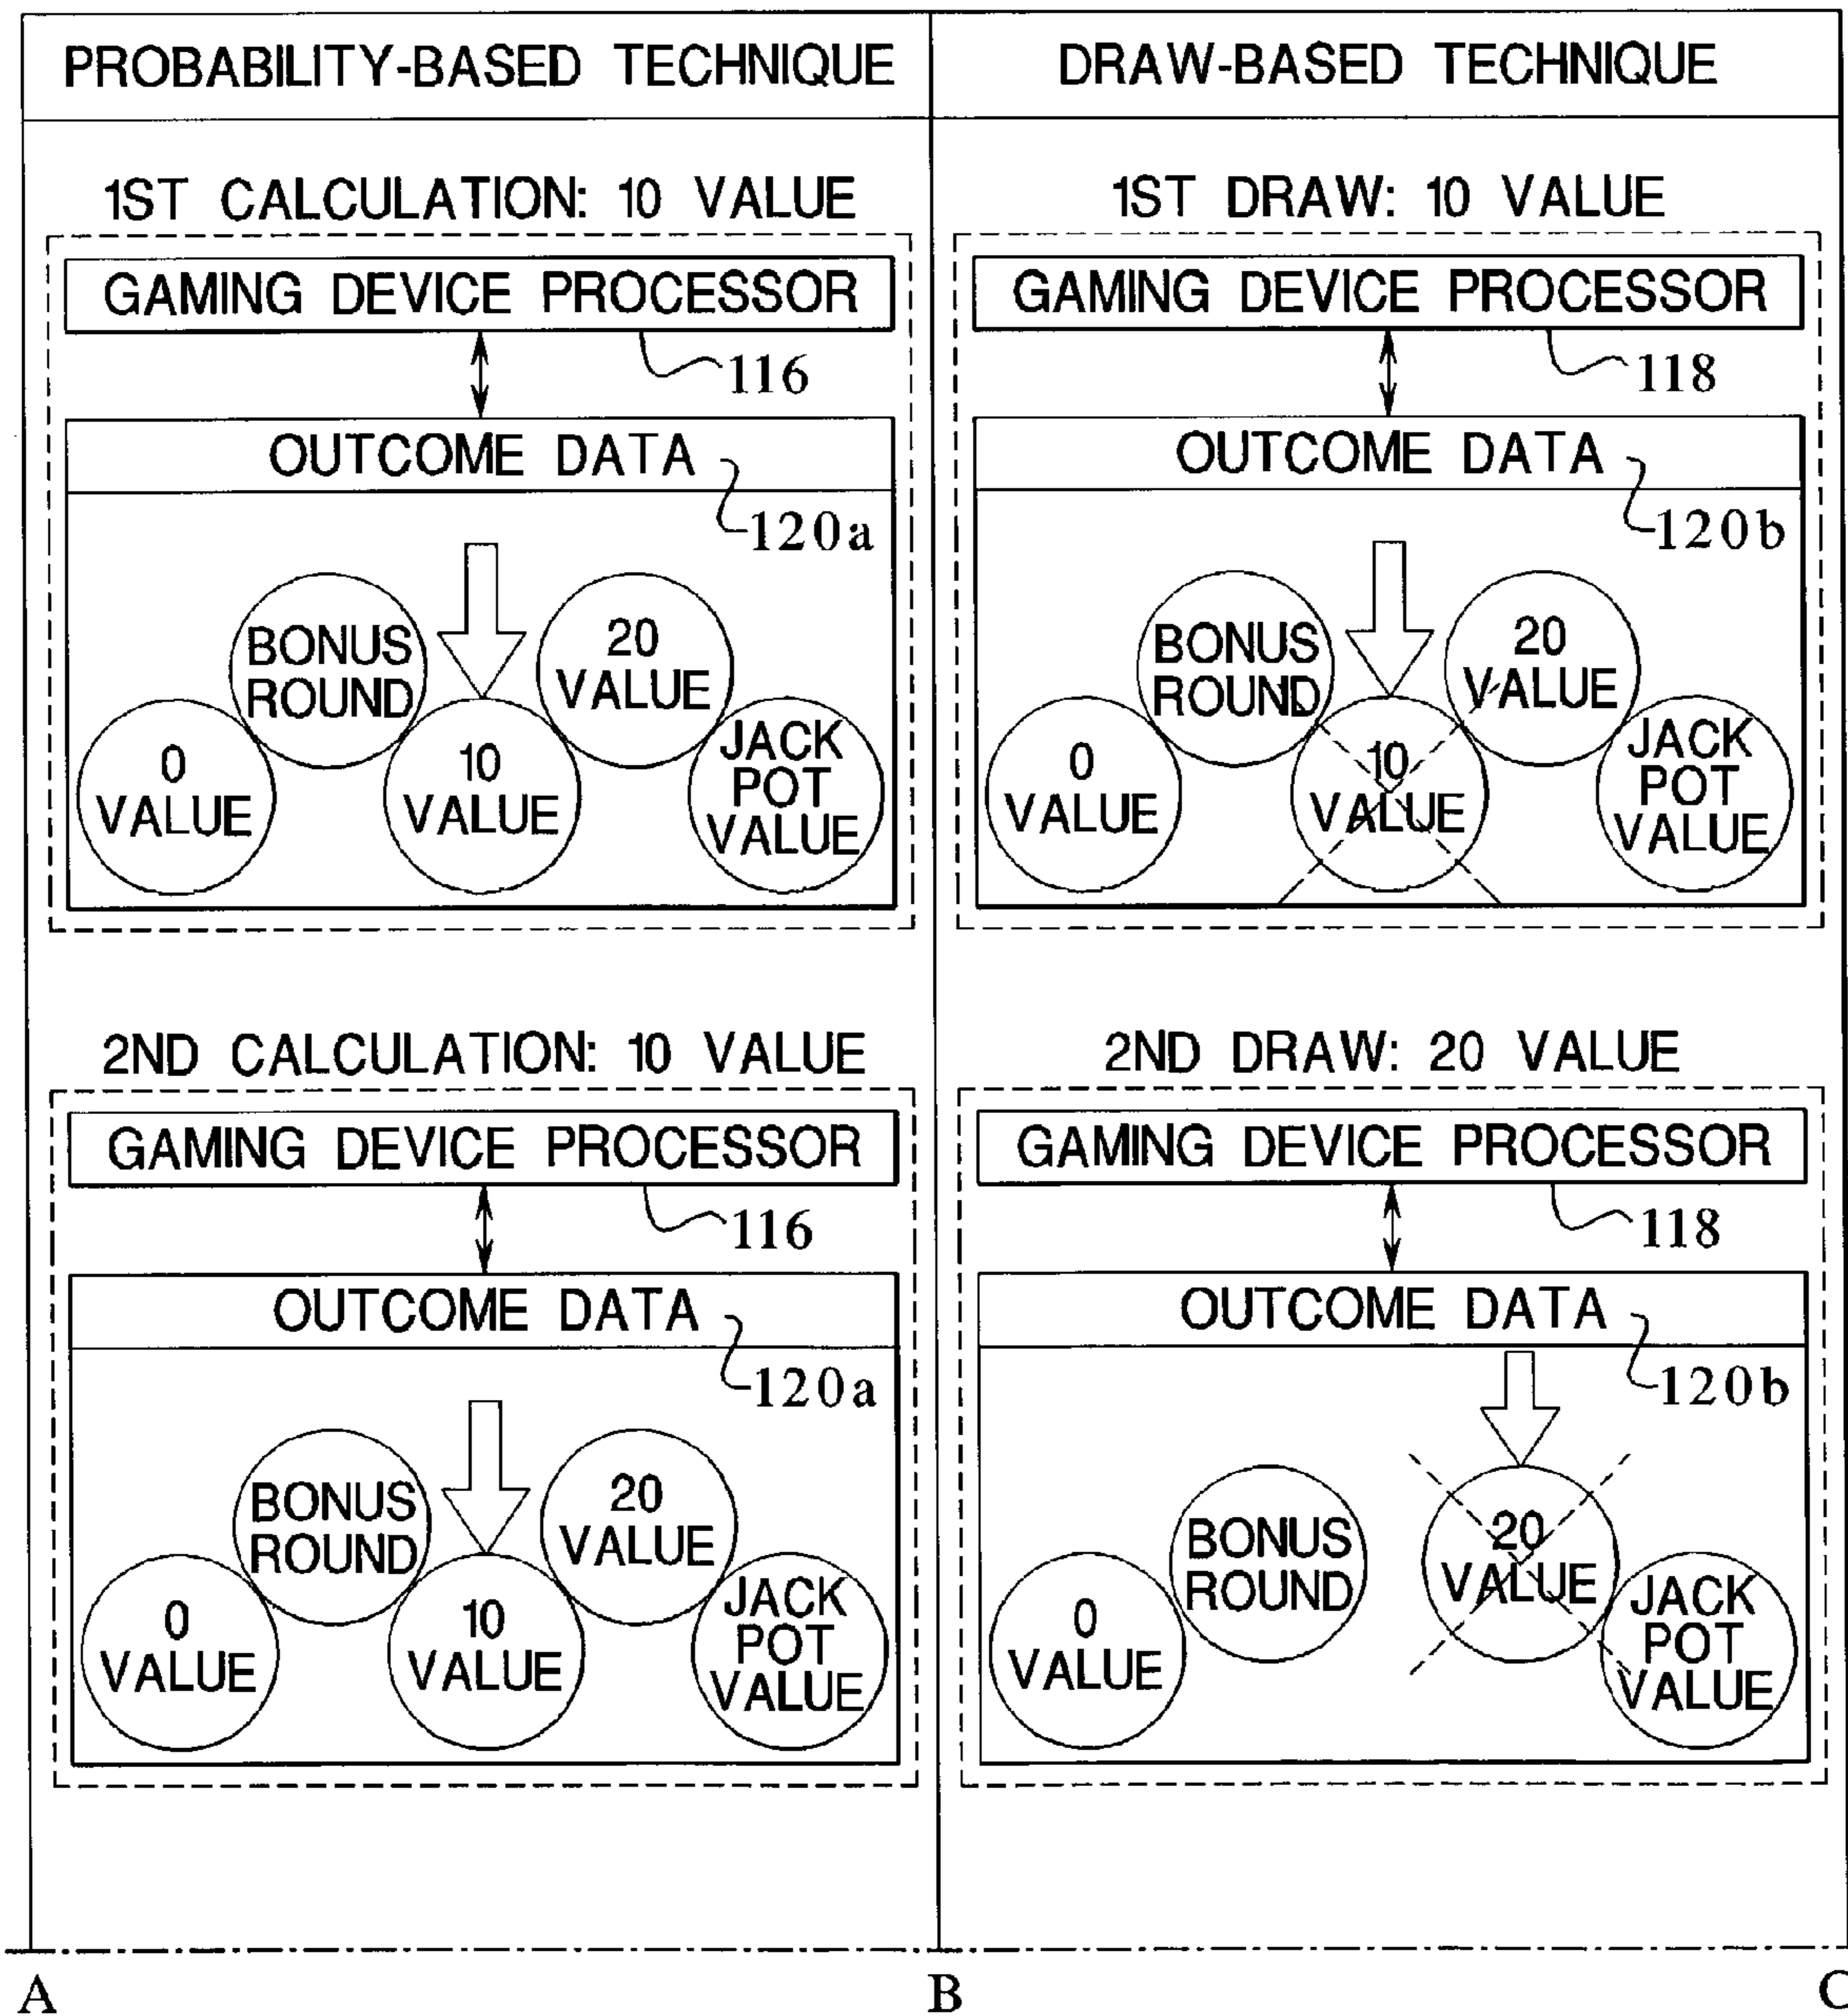 PROBABILITY-BASED TECHNIQUE
DRAW-BASED TECHNIQUE
1ST CALCULATION: 10 VALUE
GAMING DEVICE PROCESSOR
116
OUTCOME DATA
120a
BONUS
ROUND
20
VALUE
0
VALUE
10
VALUE
JACK
POT
VALUE
1ST DRAW: 10 VALUE
GAMING DEVICE PROCESSOR
118
OUTCOME DATA
120b
BONUS
ROUND
20
VALUE
0
VALUE
10
VALUE
JACK
POT
VALUE
2ND CALCULATION: 10 VALUE
GAMING DEVICE PROCESSOR
116
OUTCOME DATA
120a
BONUS
ROUND
20
VALUE
0
VALUE
10
VALUE
JACK
POT
VALUE
2ND DRAW: 20 VALUE
GAMING DEVICE PROCESSOR
118
OUTCOME DATA
120b
BONUS
ROUND
20
VALUE
0
VALUE
JACK
POT
VALUE
A
B
C